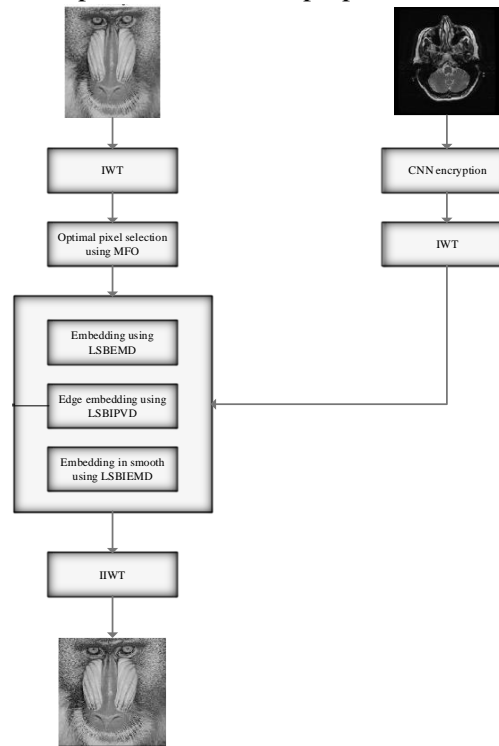 IWT
Optimal pixel selection
using MFO
Embedding using
LSBEMD
Edge embedding using
LSBIPVD
Embedding in smooth
using LSBIEMD
IIWT
CNN encryption
IWT